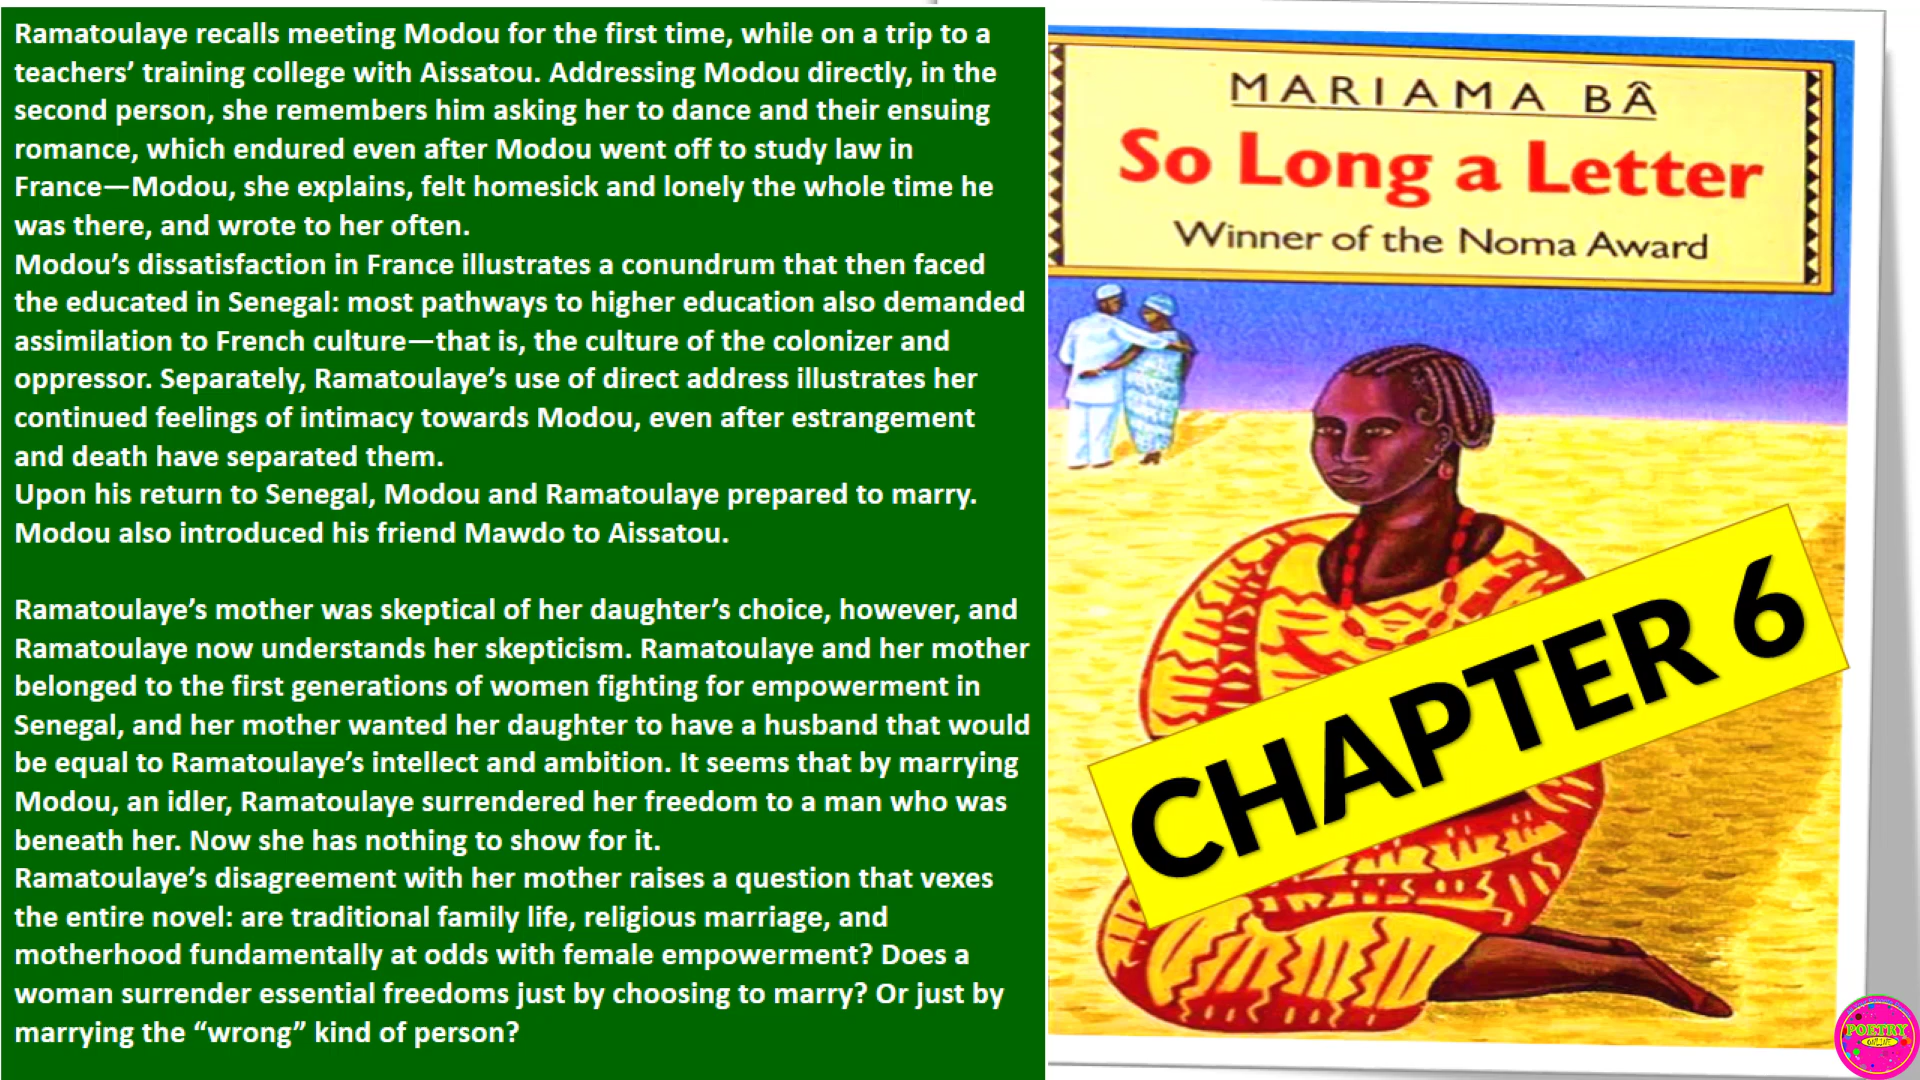 Ramatoulaye recalls meeting Modou for the first time, while on a trip to a
teachers’ training college with Aissatou. Addressing Modou directly, in the
second person, she remembers him asking her to dance and their ensuing
romance, which endured even after Modou went off to study law in
France—Modou, she explains, felt homesick and lonely the whole time he
was there, and wrote to her often.
Modou’s dissatisfaction in France illustrates a conundrum that then faced
the educated in Senegal: most pathways to higher education also demanded
assimilation to French culture—that is, the culture of the colonizer and
oppressor. Separately, Ramatoulaye’s use of direct address illustrates her
continued feelings of intimacy towards Modou, even after estrangement
and death have separated them.
Upon his return to Senegal, Modou and Ramatoulaye prepared to marry.
Modou also introduced his friend Mawdo to Aissatou.
Ramatoulaye’s mother was skeptical of her daughter’s choice, however, and
Ramatoulaye now understands her skepticism. Ramatoulaye and her mother
belonged to the first generations of women fighting for empowerment in
Senegal, and her mother wanted her daughter to have a husband that would
be equal to Ramatoulaye’s intellect and ambition. It seems that by marrying
Modou, an idler, Ramatoulaye surrendered her freedom to a man who was
beneath her. Now she has nothing to show for it.
Ramatoulaye’s disagreement with her mother raises a question that vexes
the entire novel: are traditional family life, religious marriage, and
motherhood fundamentally at odds with female empowerment? Does a
woman surrender essential freedoms just by choosing to marry? Or just by
marrying the “wrong” kind of person?
MARIAMA BÂ
So Long a Letter
Winner of the Noma Award
CHAPTER 6
POETRY
ONLINE